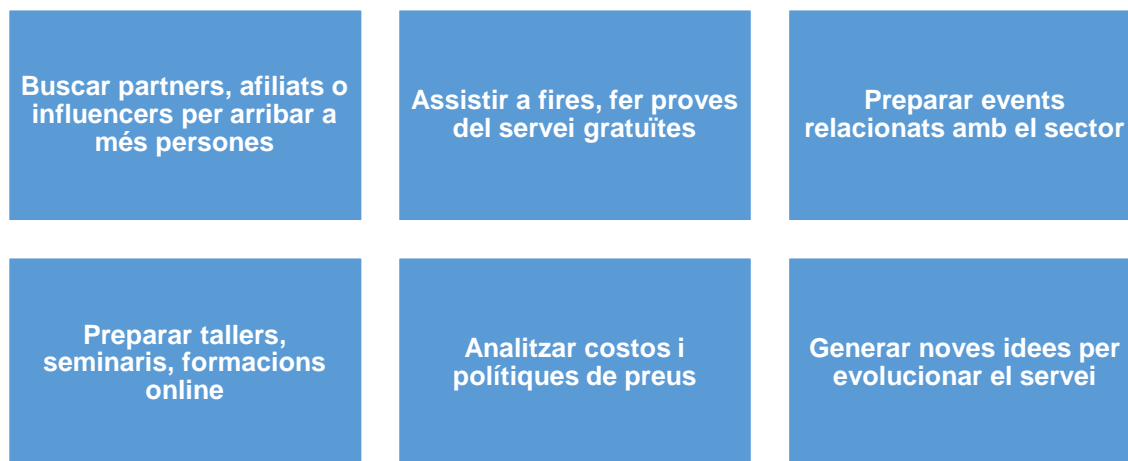 Buscar partners, afiliats o
influencers per arribar a
més persones
Assistir a fires, fer proves
del servei gratuïtes
Preparar events
relacionats amb el sector
Preparar tallers,
seminaris, formacions
online
Analitzar costos i
polítiques de preus
Generar noves idees per
evolucionar el servei